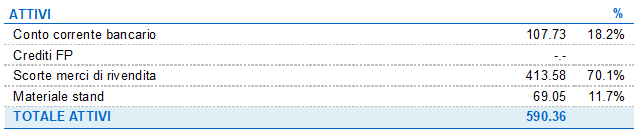 ATTIVI %
Conto corrente bancario 107.73 18.2%
Crediti FP -.-
Scorte merci di rivendita 413.58 70.1%
Materiale stand 69.05 11.7%
TOTALE ATTIVI 590.36